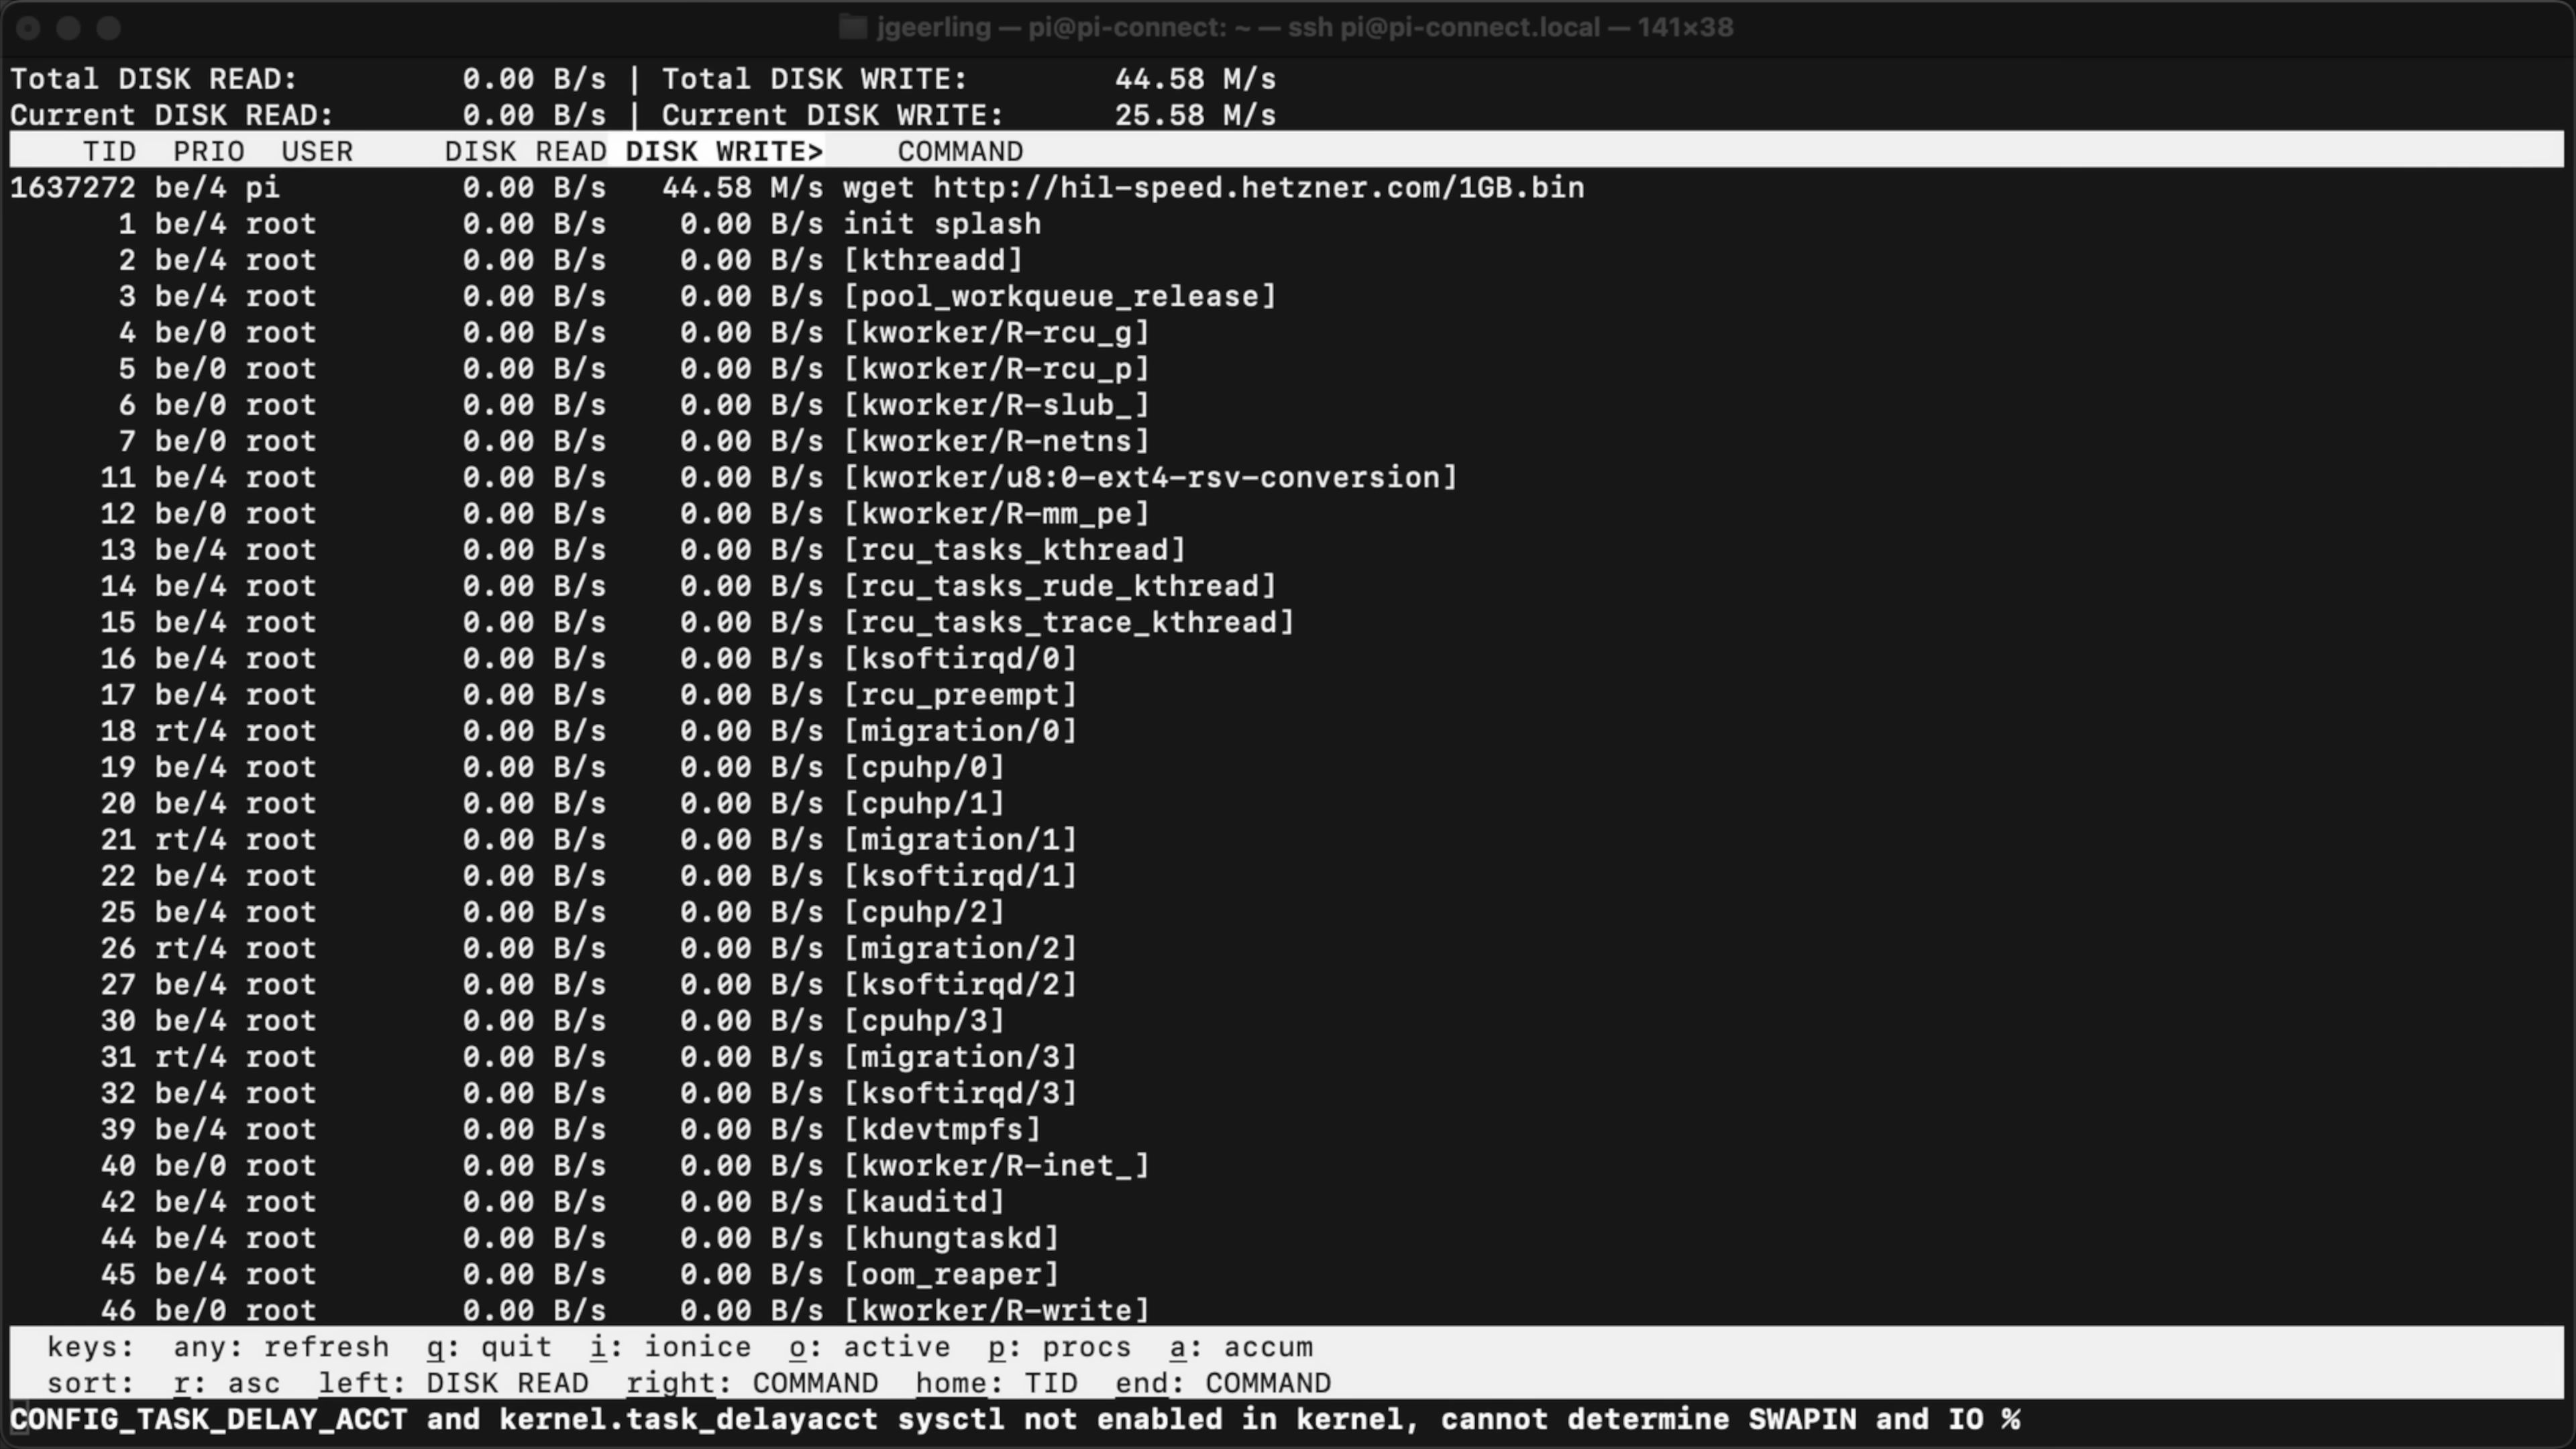 jgeerling — pi@pi-connect: ~ — ssh pi@pi-connect.local — 141×38
Total DISK READ:         0.00 B/s | Total DISK WRITE:        44.58 M/s
Current DISK READ:       0.00 B/s | Current DISK WRITE:      25.58 M/s
    TID  PRIO  USER     DISK READ DISK WRITE>    COMMAND
1637272 be/4 pi          0.00 B/s   44.58 M/s wget http://hil-speed.hetzner.com/1GB.bin
      1 be/4 root        0.00 B/s    0.00 B/s init splash
      2 be/4 root        0.00 B/s    0.00 B/s [kthreadd]
      3 be/4 root        0.00 B/s    0.00 B/s [pool_workqueue_release]
      4 be/0 root        0.00 B/s    0.00 B/s [kworker/R-rcu_g]
      5 be/0 root        0.00 B/s    0.00 B/s [kworker/R-rcu_p]
      6 be/0 root        0.00 B/s    0.00 B/s [kworker/R-slub_]
      7 be/0 root        0.00 B/s    0.00 B/s [kworker/R-netns]
     11 be/4 root        0.00 B/s    0.00 B/s [kworker/u8:0-ext4-rsv-conversion]
     12 be/0 root        0.00 B/s    0.00 B/s [kworker/R-mm_pe]
     13 be/4 root        0.00 B/s    0.00 B/s [rcu_tasks_kthread]
     14 be/4 root        0.00 B/s    0.00 B/s [rcu_tasks_rude_kthread]
     15 be/4 root        0.00 B/s    0.00 B/s [rcu_tasks_trace_kthread]
     16 be/4 root        0.00 B/s    0.00 B/s [ksoftirqd/0]
     17 be/4 root        0.00 B/s    0.00 B/s [rcu_preempt]
     18 rt/4 root        0.00 B/s    0.00 B/s [migration/0]
     19 be/4 root        0.00 B/s    0.00 B/s [cpuhp/0]
     20 be/4 root        0.00 B/s    0.00 B/s [cpuhp/1]
     21 rt/4 root        0.00 B/s    0.00 B/s [migration/1]
     22 be/4 root        0.00 B/s    0.00 B/s [ksoftirqd/1]
     25 be/4 root        0.00 B/s    0.00 B/s [cpuhp/2]
     26 rt/4 root        0.00 B/s    0.00 B/s [migration/2]
     27 be/4 root        0.00 B/s    0.00 B/s [ksoftirqd/2]
     30 be/4 root        0.00 B/s    0.00 B/s [cpuhp/3]
     31 rt/4 root        0.00 B/s    0.00 B/s [migration/3]
     32 be/4 root        0.00 B/s    0.00 B/s [ksoftirqd/3]
     39 be/4 root        0.00 B/s    0.00 B/s [kdevtmpfs]
     40 be/0 root        0.00 B/s    0.00 B/s [kworker/R-inet_]
     42 be/4 root        0.00 B/s    0.00 B/s [kauditd]
     44 be/4 root        0.00 B/s    0.00 B/s [khungtaskd]
     45 be/4 root        0.00 B/s    0.00 B/s [oom_reaper]
     46 be/0 root        0.00 B/s    0.00 B/s [kworker/R-write]
  keys:  any: refresh  q: quit  i: ionice  o: active  p: procs  a: accum
  sort:  r: asc  left: DISK READ  right: COMMAND  home: TID  end: COMMAND
CONFIG_TASK_DELAY_ACCT and kernel.task_delayacct sysctl not enabled in kernel, cannot determine SWAPIN and IO %